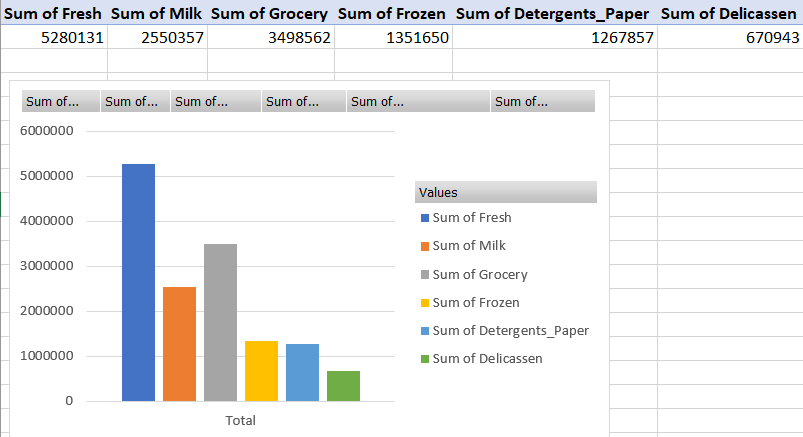 Sum of Fresh Sum of Milk Sum of Grocery Sum of Frozen Sum of Detergents_Paper Sum of Delicassen
5280131 2550357 3498562 1351650 1267857 670943
Sum of... Sum of... Sum of... Sum of... Sum of... Sum of...
6000000
5000000
4000000
3000000
2000000
1000000
0
Total
Values
Sum of Fresh
Sum of Milk
Sum of Grocery
Sum of Frozen
Sum of Detergents_Paper
Sum of Delicassen